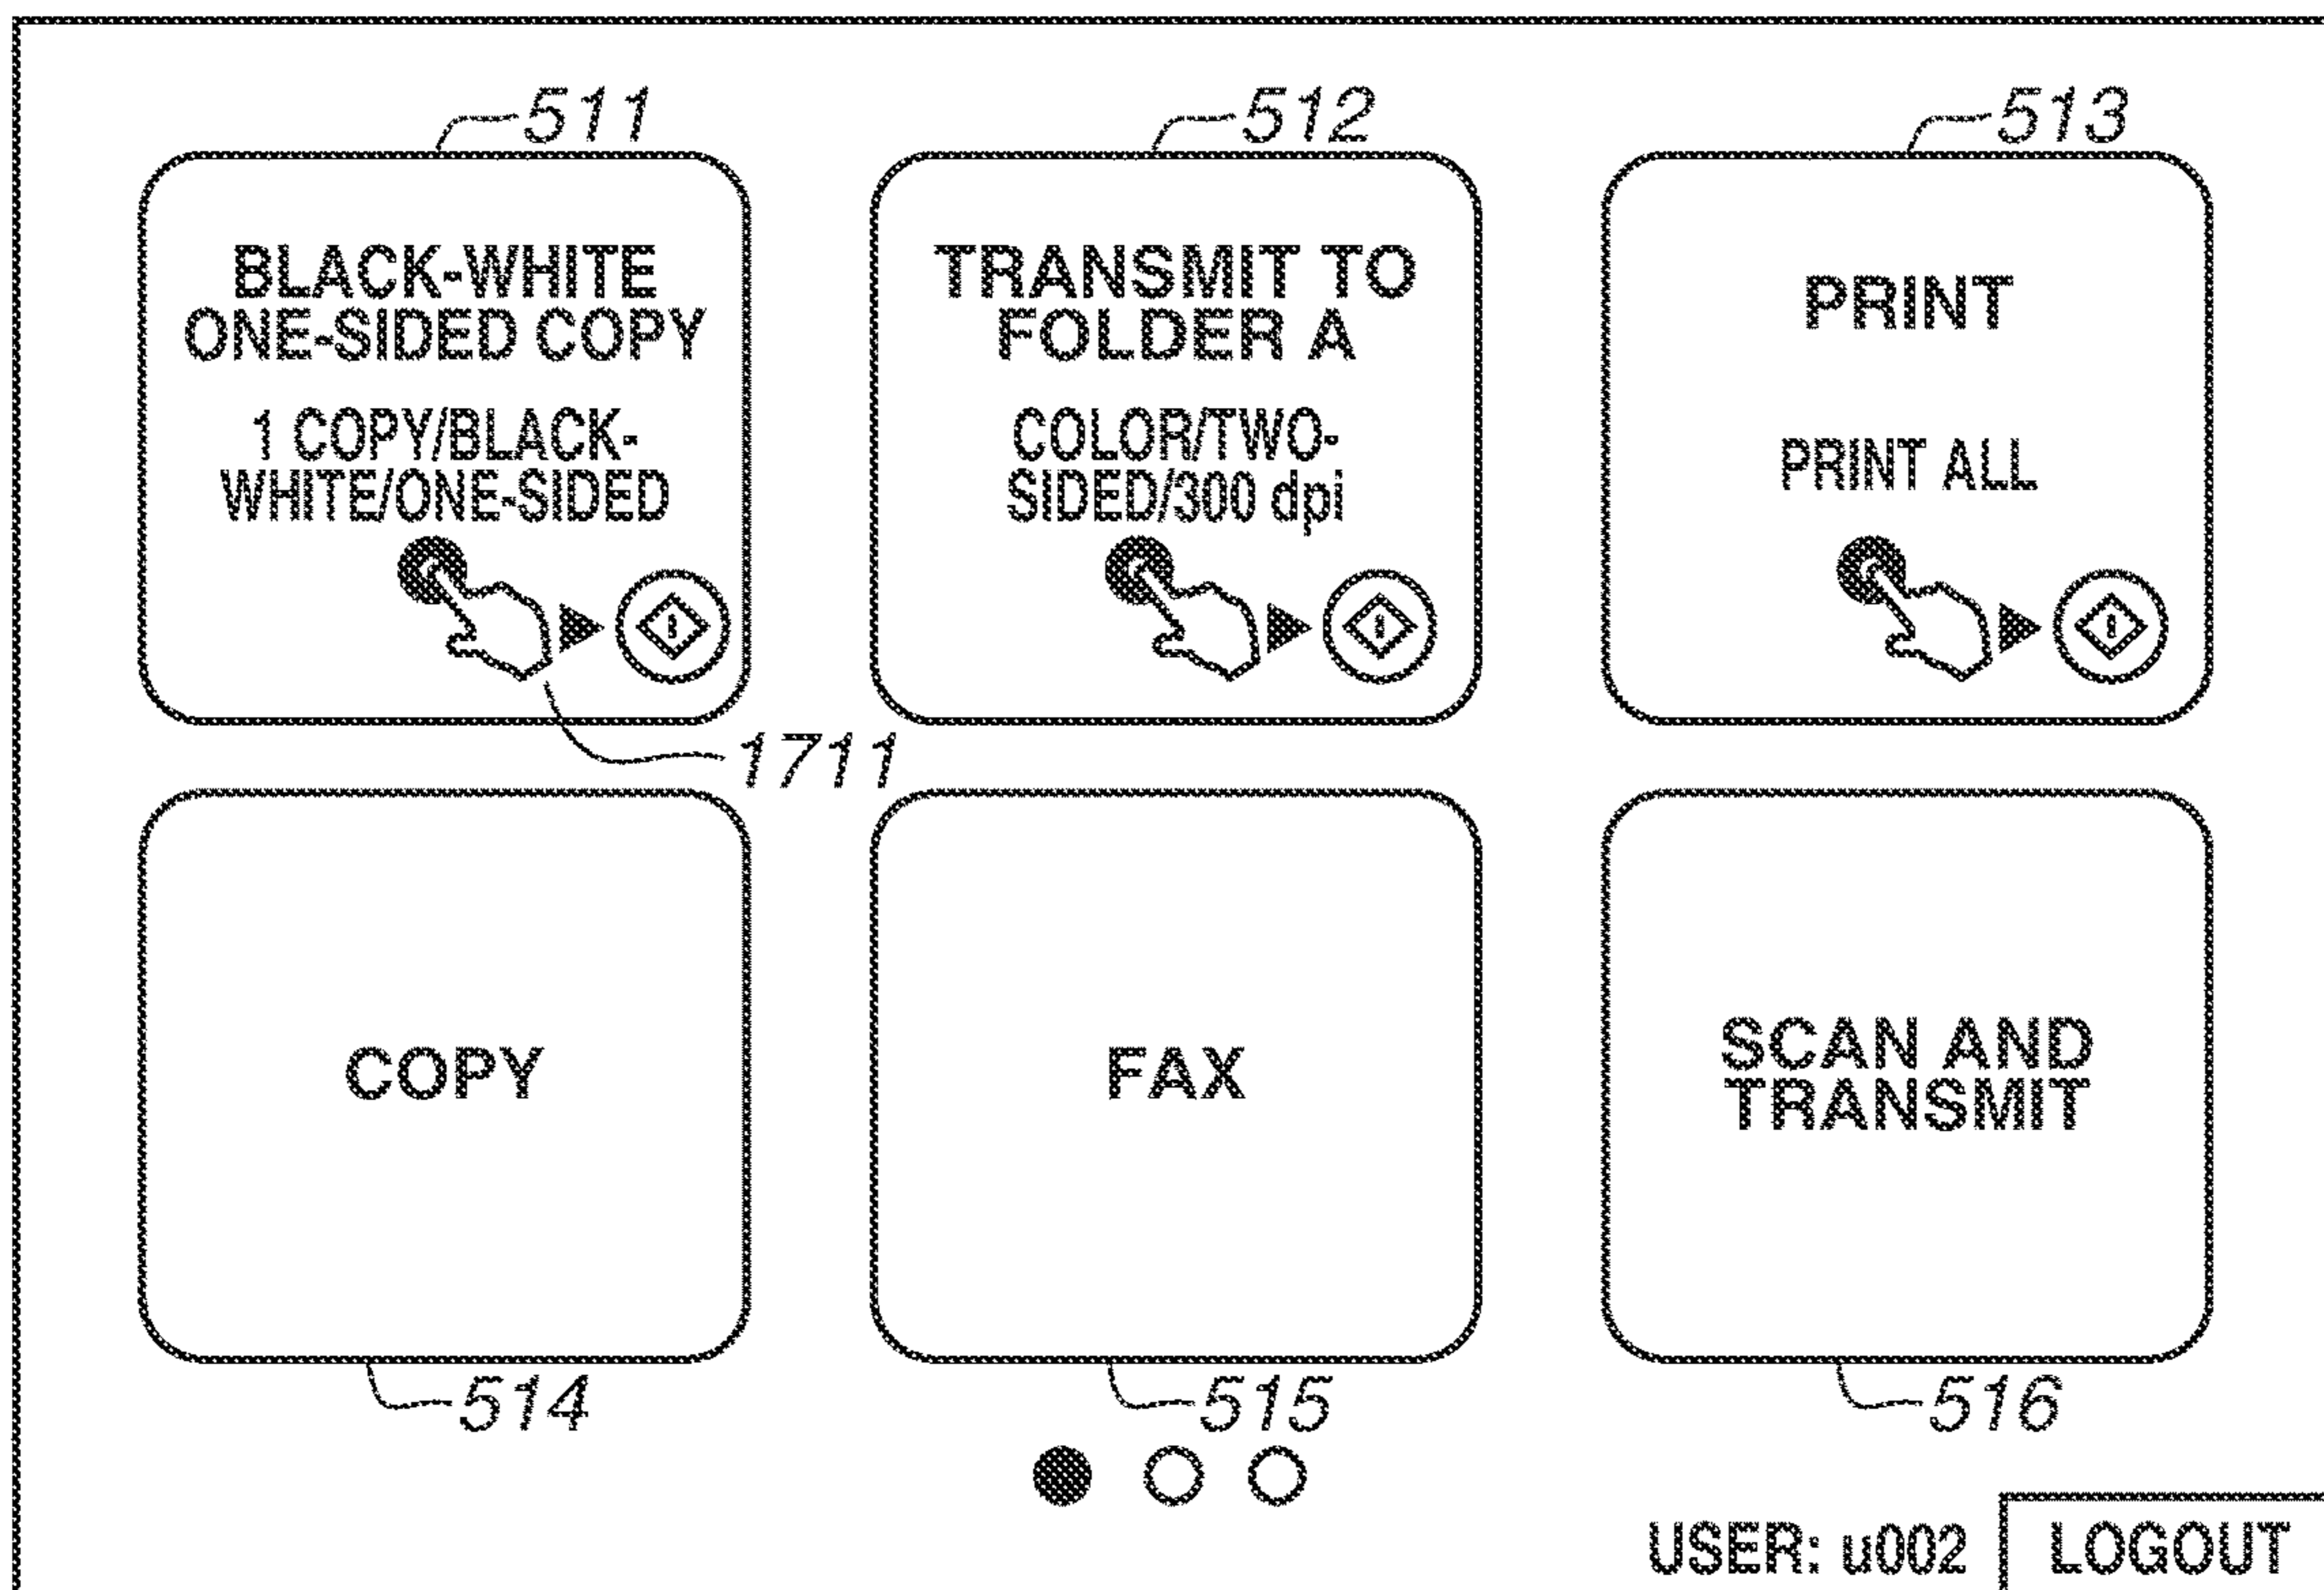 511
512
513
BLACK-WHITE
ONE-SIDED COPY
1 COPY/BLACK-
WHITE/ONE-SIDED
TRANSMIT TO
FOLDER A
COLOR/TWO-
SIDED/300 dpi
PRINT
PRINT ALL
1711
COPY
FAX
SCAN AND
TRANSMIT
514
515
516
USER: u002
LOGOUT